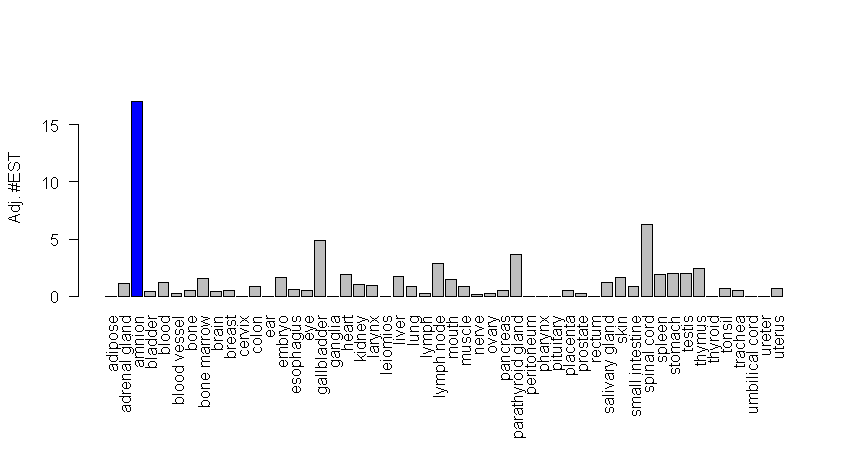 Adj. #EST
15
10
5
0
adipose
adrenal gland
amnion
bladder
blood
blood vessel
bone
bone marrow
brain
breast
cervix
colon
ear
embryo
esophagus
eye
gallbladder
ganglia
heart
kidney
larynx
leiomios
liver
lung
lymph
lymph node
mouth
muscle
nerve
ovary
pancreas
parathyroid gland
peritoneum
pharynx
pituitary
placenta
prostate
rectum
salivary gland
skin
small intestine
spinal cord
spleen
stomach
testis
thymus
thyroid
tonsil
trachea
umbilical cord
ureter
uterus